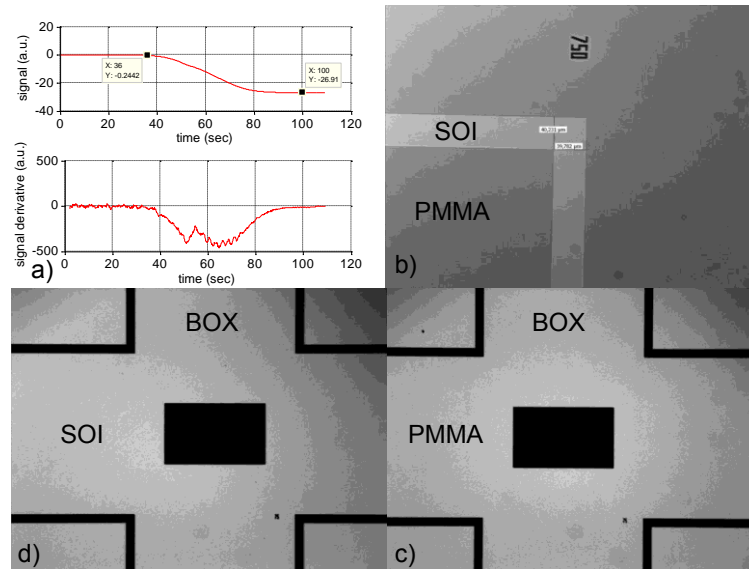 20
0
-20
-40
signal (a.u.)
X: 36
Y: -0.2442
X: 100
Y: -26.91
0 20 40 60 80 100 120
time (sec)
500
0
-500
signal derivative (a.u.)
0 20 40 60 80 100 120
time (sec)
a)
750
SOI
PMMA
b)
BOX
SOI
d)
BOX
PMMA
c)